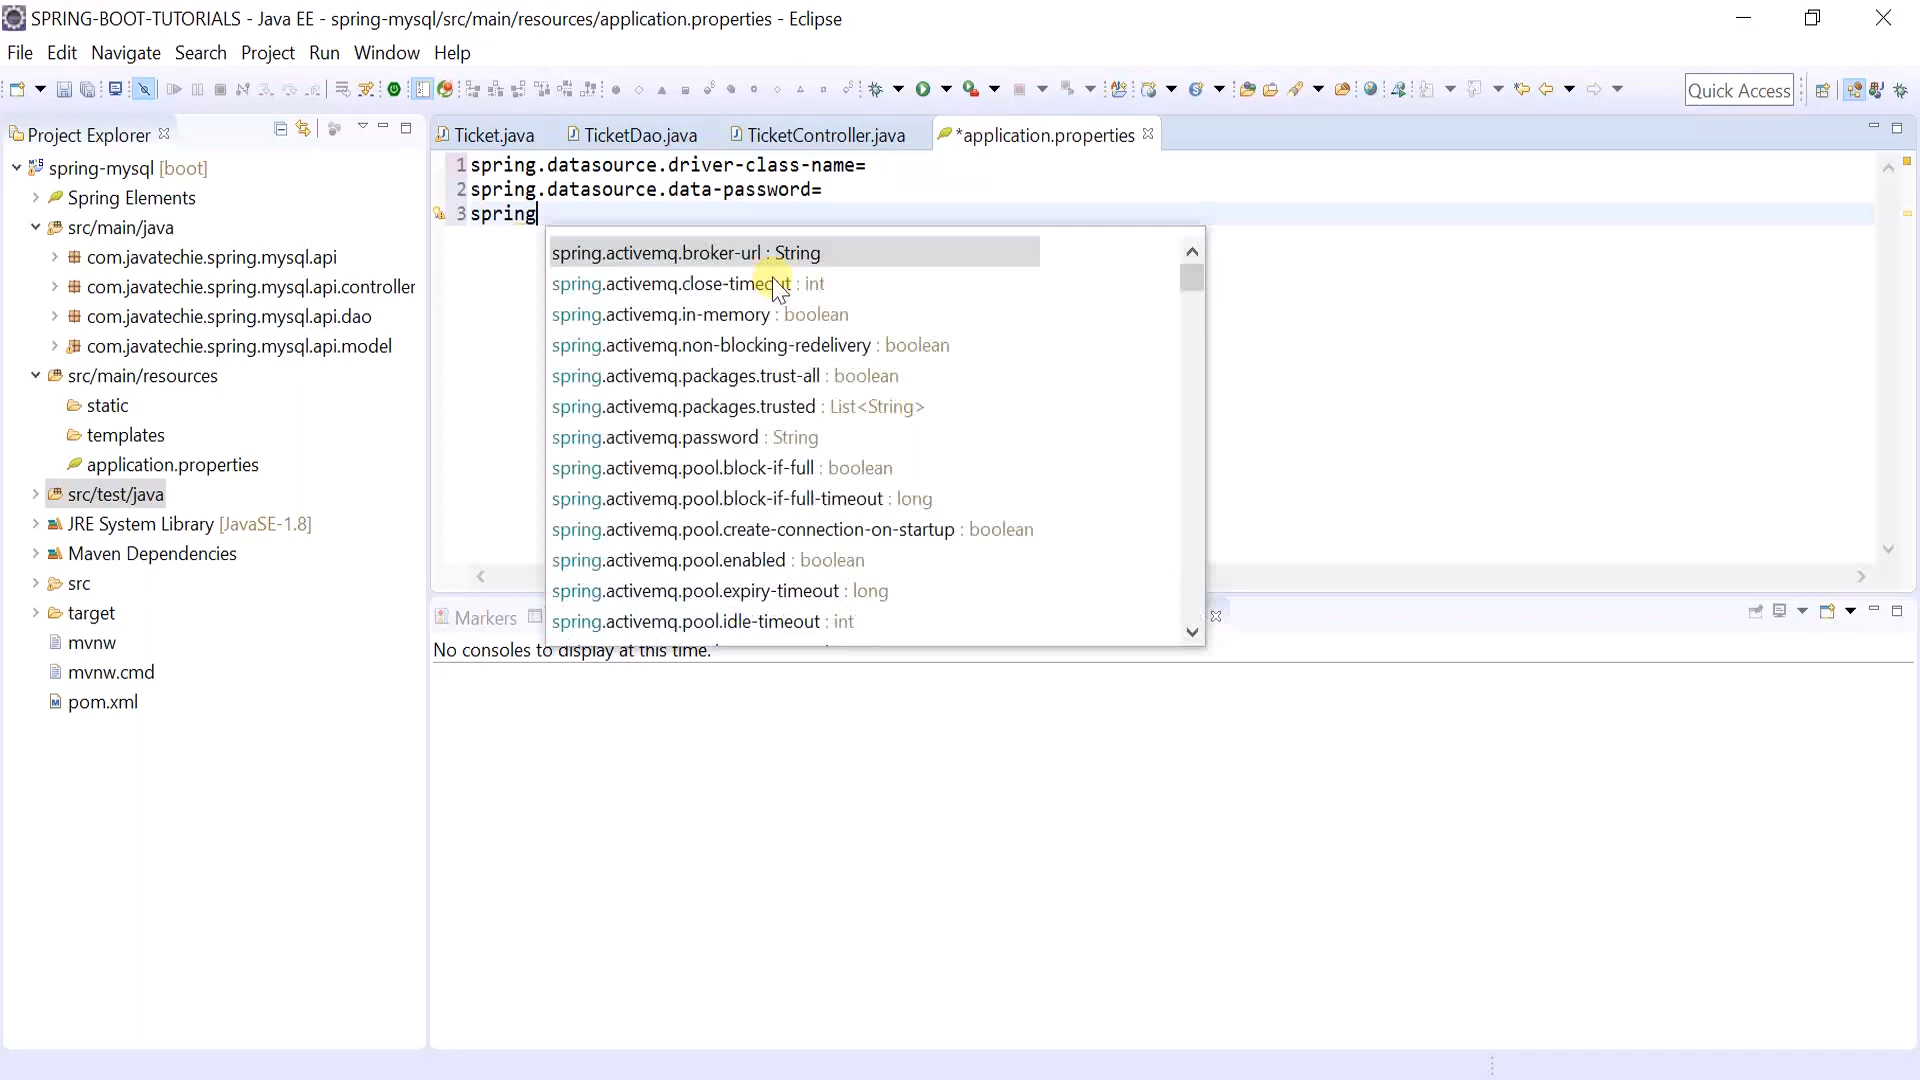 SPRING-BOOT-TUTORIALS - Java EE - spring-mysql/src/main/resources/application.properties - Eclipse
File Edit Navigate Search Project Run Window Help
Quick Access
Project Explorer
Ticket.java
TicketDao.java
TicketController.java
*application.properties
spring-mysql [boot]
Spring Elements
src/main/java
com.javatechie.spring.mysql.api
com.javatechie.spring.mysql.api.controller
com.javatechie.spring.mysql.api.dao
com.javatechie.spring.mysql.api.model
src/main/resources
static
templates
application.properties
src/test/java
JRE System Library [JavaSE-1.8]
Maven Dependencies
src
target
mvnw
mvnw.cmd
pom.xml
1 spring.datasource.driver-class-name=
2 spring.datasource.data-password=
3 spring
spring.activemq.broker-url : String
spring.activemq.close-timeout : int
spring.activemq.in-memory : boolean
spring.activemq.non-blocking-redelivery : boolean
spring.activemq.packages.trust-all : boolean
spring.activemq.packages.trusted : List<String>
spring.activemq.password : String
spring.activemq.pool.block-if-full : boolean
spring.activemq.pool.block-if-full-timeout : long
spring.activemq.pool.create-connection-on-startup : boolean
spring.activemq.pool.enabled : boolean
spring.activemq.pool.expiry-timeout : long
spring.activemq.pool.idle-timeout : int
Markers
No consoles to display at this time.